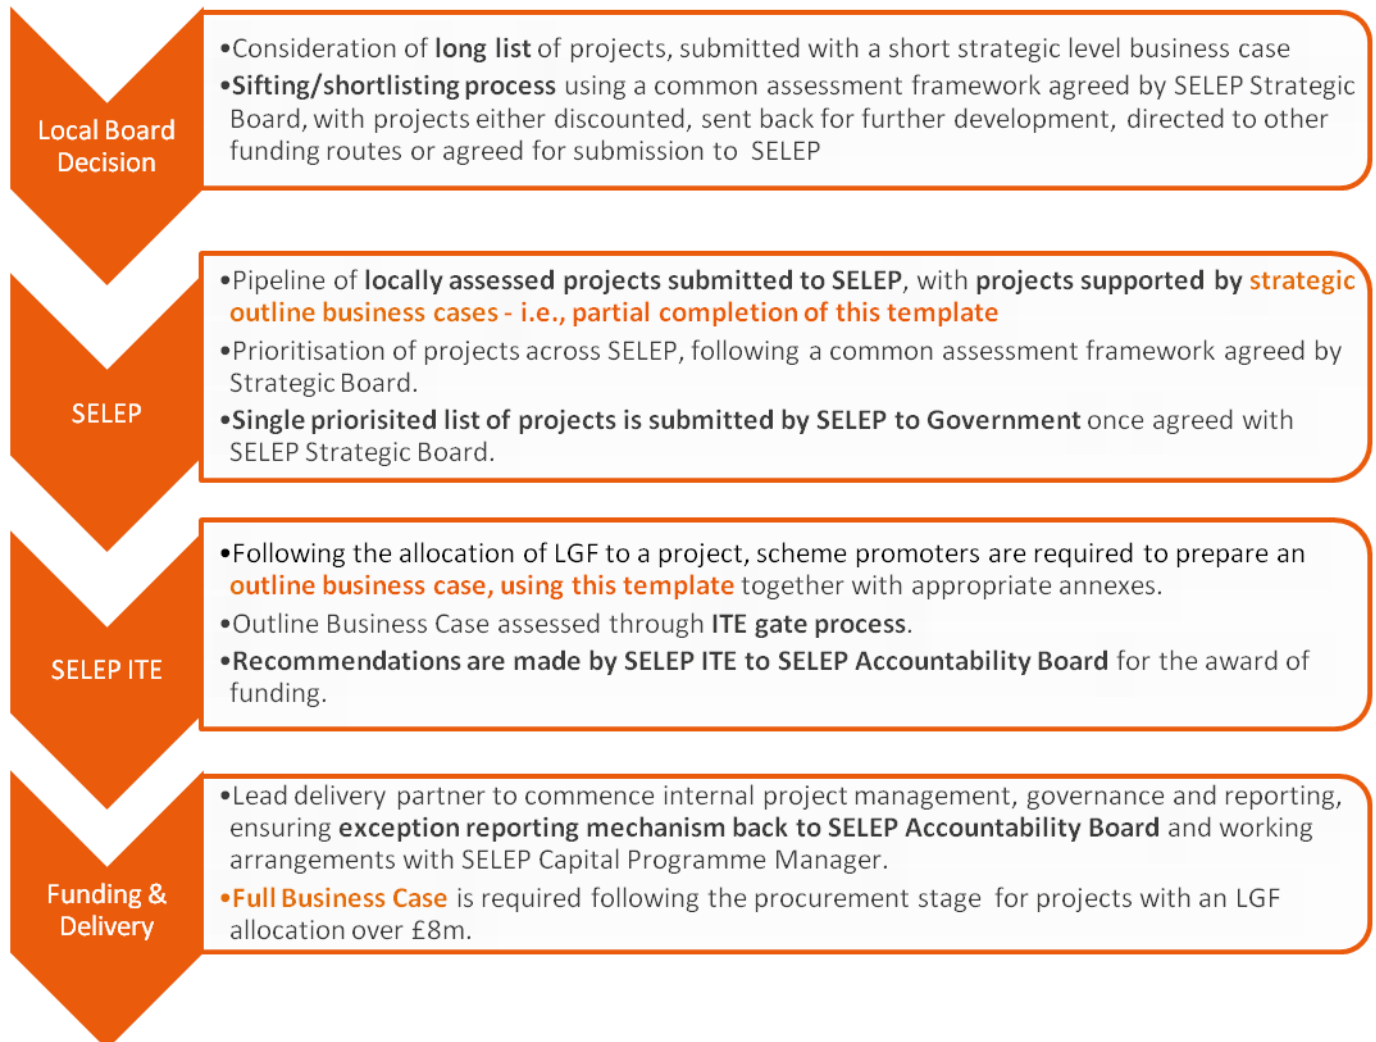 Local Board
Decision
•Consideration of long list of projects, submitted with a short strategic level business case
•Sifting/shortlisting process using a common assessment framework agreed by SELEP Strategic
Board, with projects either discounted, sent back for further development, directed to other
funding routes or agreed for submission to SELEP
SELEP
•Pipeline of locally assessed projects submitted to SELEP, with projects supported by strategic
outline business cases - i.e., partial completion of this template
•Prioritisation of projects across SELEP, following a common assessment framework agreed by
Strategic Board.
•Single priorisited list of projects is submitted by SELEP to Government once agreed with
SELEP Strategic Board.
SELEP ITE
•Following the allocation of LGF to a project, scheme promoters are required to prepare an
outline business case, using this template together with appropriate annexes.
•Outline Business Case assessed through ITE gate process.
•Recommendations are made by SELEP ITE to SELEP Accountability Board for the award of
funding.
Funding &
Delivery
•Lead delivery partner to commence internal project management, governance and reporting,
ensuring exception reporting mechanism back to SELEP Accountability Board and working
arrangements with SELEP Capital Programme Manager.
•Full Business Case is required following the procurement stage for projects with an LGF
allocation over £8m.